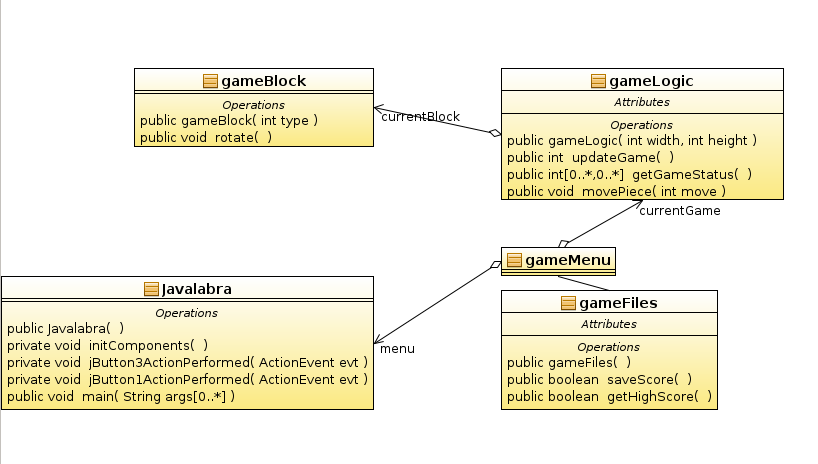 gameBlock
Operations
public gameBlock( int type )
public void  rotate(  )
currentBlock
gameLogic
Attributes
Operations
public gameLogic( int width, int height )
public int  updateGame(  )
public int[0..*,0..*]  getGameStatus(  )
public void  movePiece( int move )
currentGame
gameMenu
Javalabra
Operations
public Javalabra(  )
private void  initComponents(  )
private void  jButton3ActionPerformed( ActionEvent evt )
private void  jButton1ActionPerformed( ActionEvent evt )
public void  main( String args[0..*] )
menu
gameFiles
Attributes
Operations
public gameFiles(  )
public boolean  saveScore(  )
public boolean  getHighScore(  )